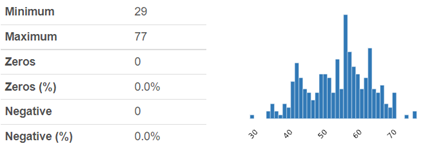 Minimum 29
Maximum 77
Zeros 0
Zeros (%) 0.0%
Negative 0
Negative (%) 0.0%
30 40 50 60 70